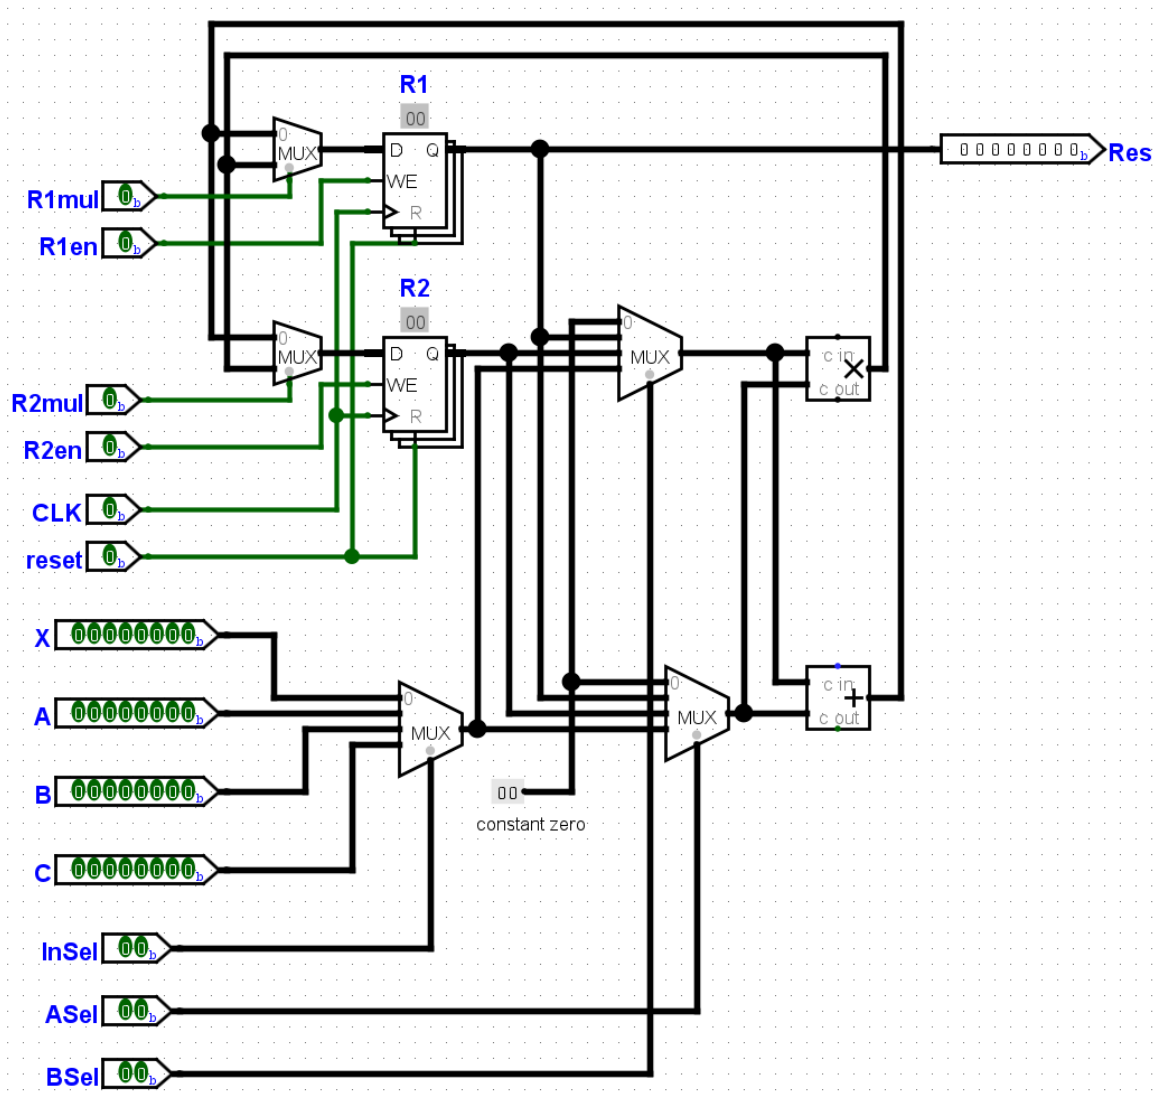 R1
00
0
MUX
D Q
WE
R
R1mul 0b
R1en 0b
00000000b Res
R2
00
0
MUX
D Q
WE
R
R2mul 0b
R2en 0b
0
MUX
c in
×
c out
CLK 0b
reset 0b
X 00000000b
A 00000000b
B 00000000b
C 00000000b
0
MUX
0
MUX
c in
+
c out
00
constant zero
InSel 00b
ASel 00b
BSel 00b